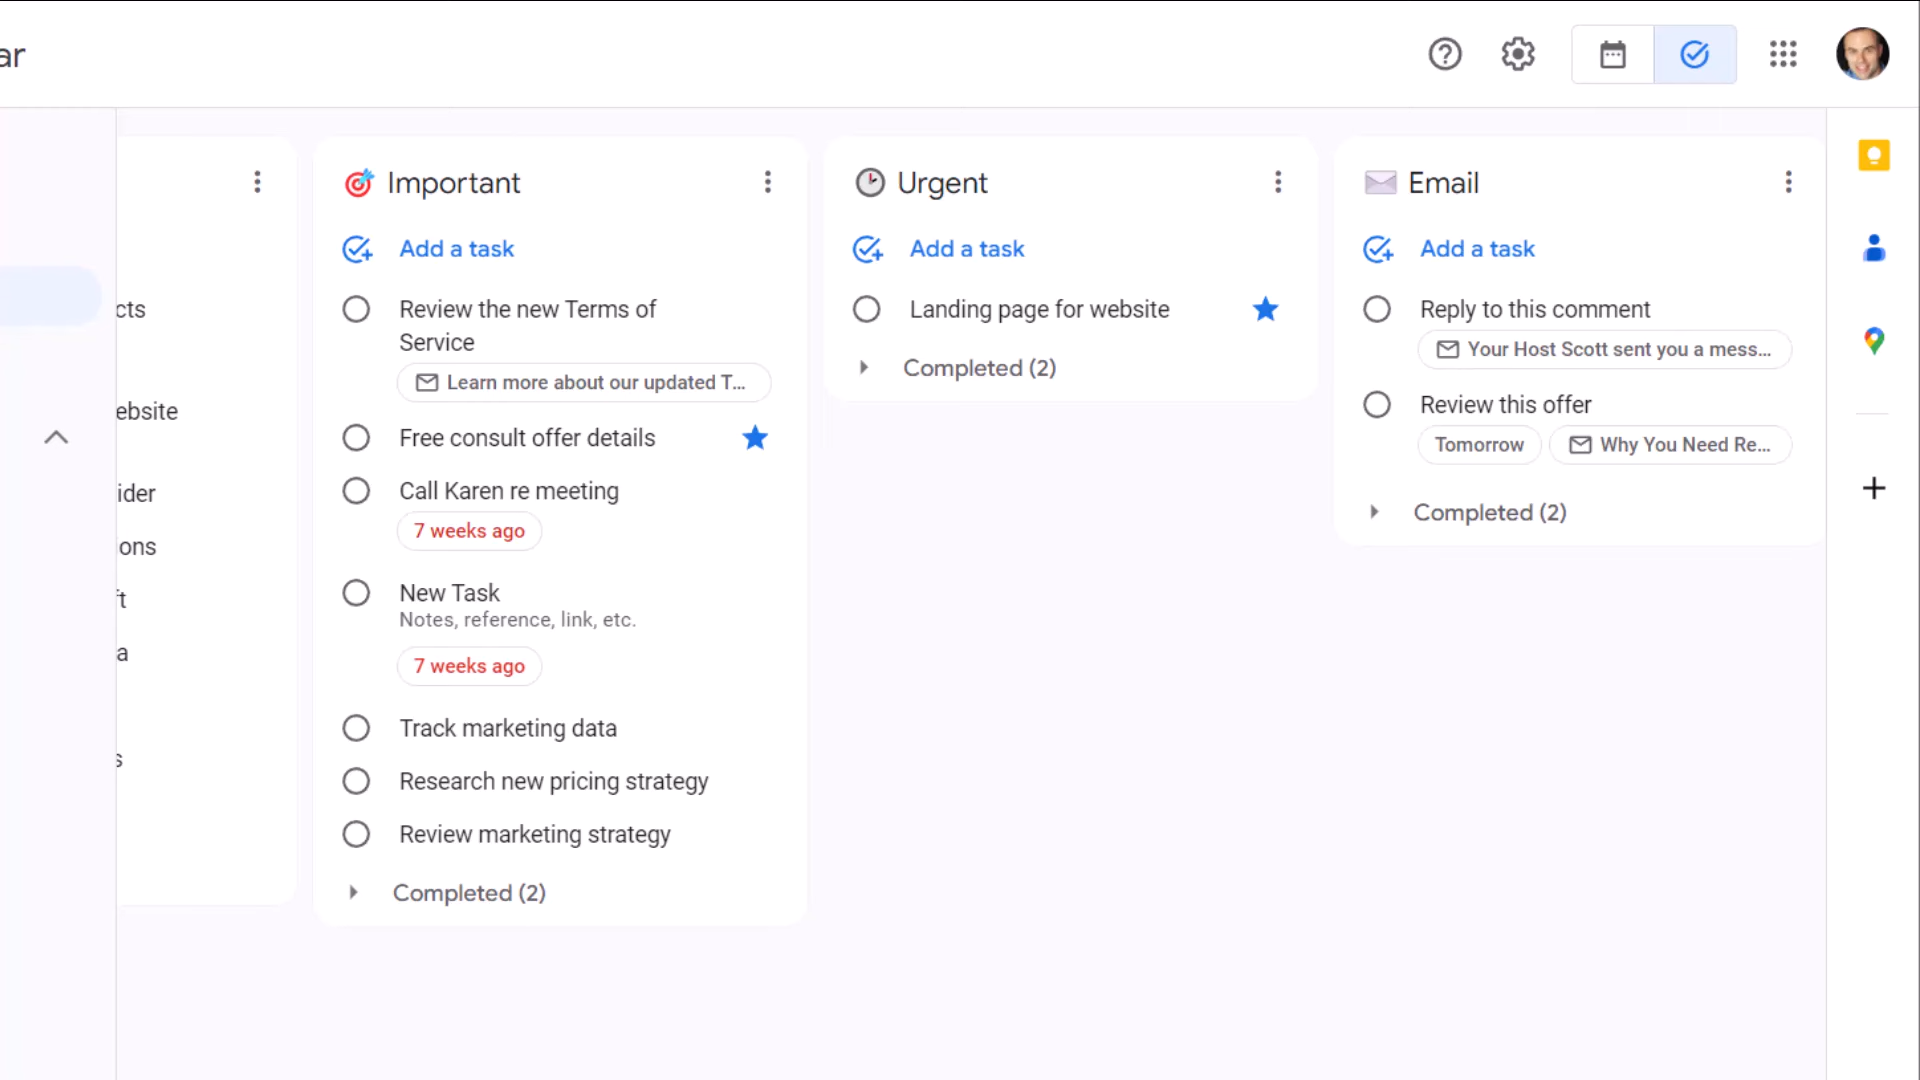 ar
cts
ebsite
ider
ons
ft
a
s
Important
Add a task
Review the new Terms of
Service
Learn more about our updated T...
Free consult offer details
Call Karen re meeting
7 weeks ago
New Task
Notes, reference, link, etc.
7 weeks ago
Track marketing data
Research new pricing strategy
Review marketing strategy
Completed (2)
Urgent
Add a task
Landing page for website
Completed (2)
Email
Add a task
Reply to this comment
Your Host Scott sent you a mess...
Review this offer
Tomorrow
Why You Need Re...
Completed (2)